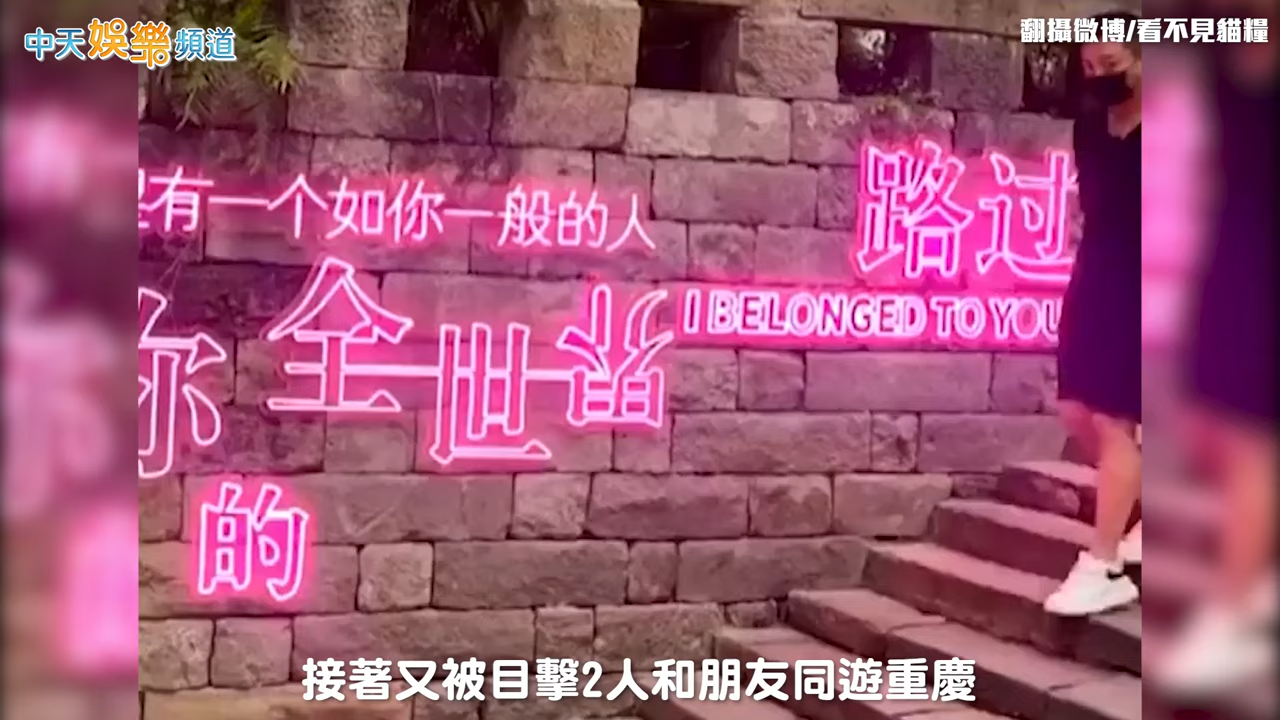 中天娛樂頻道
翻攝微博/看不見貓糧
有一个如你一般的人
路过
I BELONGED TO YOU
你全世
的
接著又被目擊2人和朋友同遊重慶